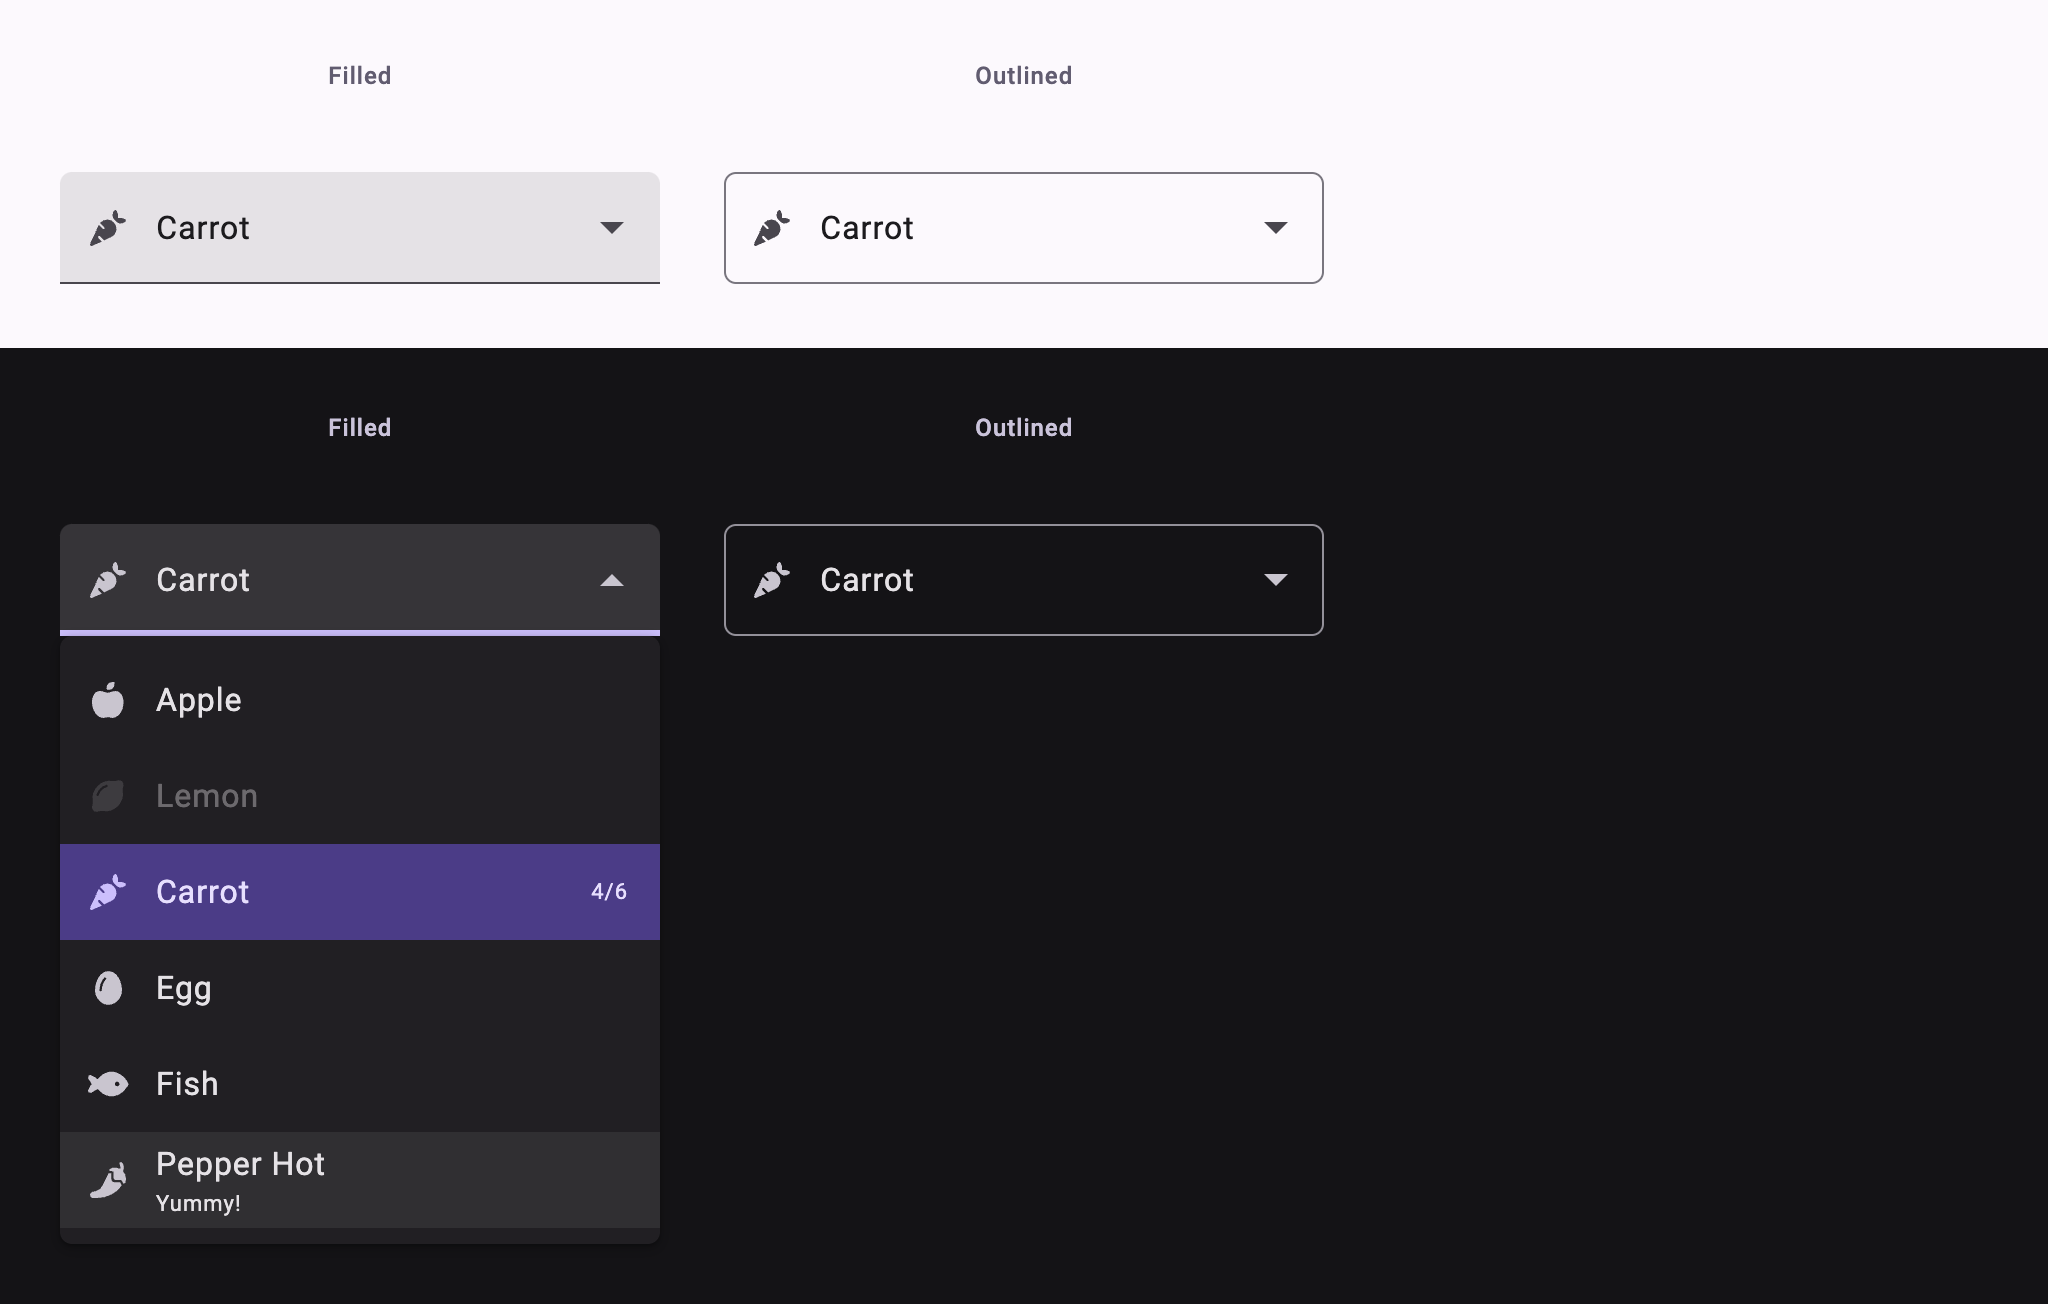 Filled
Outlined
Carrot
Carrot
Filled
Outlined
Carrot
Carrot
Apple
Lemon
Carrot
4/6
Egg
Fish
Pepper Hot
Yummy!